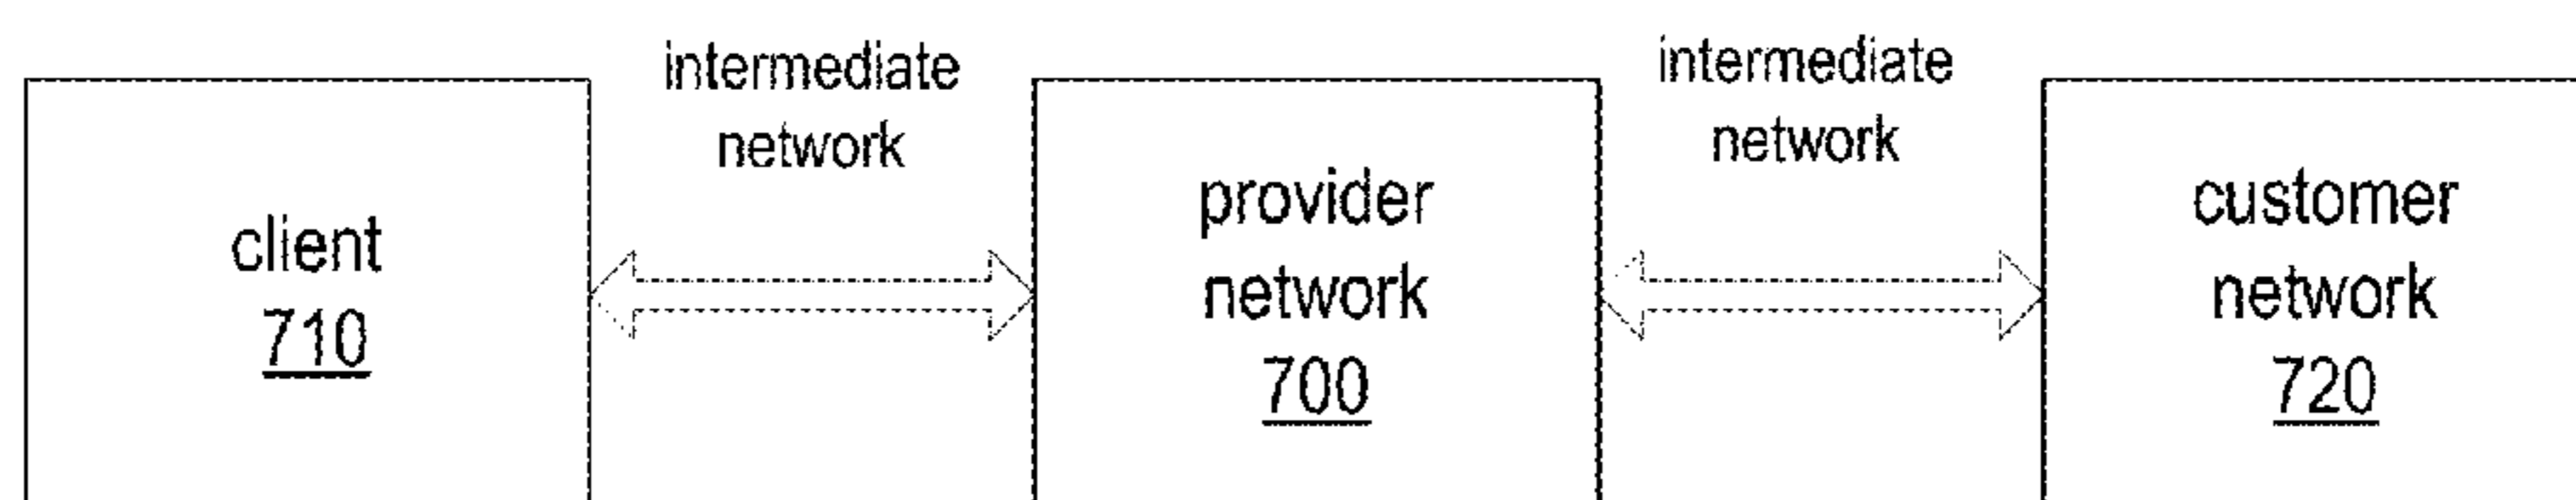 client
710
intermediate
network
provider
network
700
intermediate
network
customer
network
720